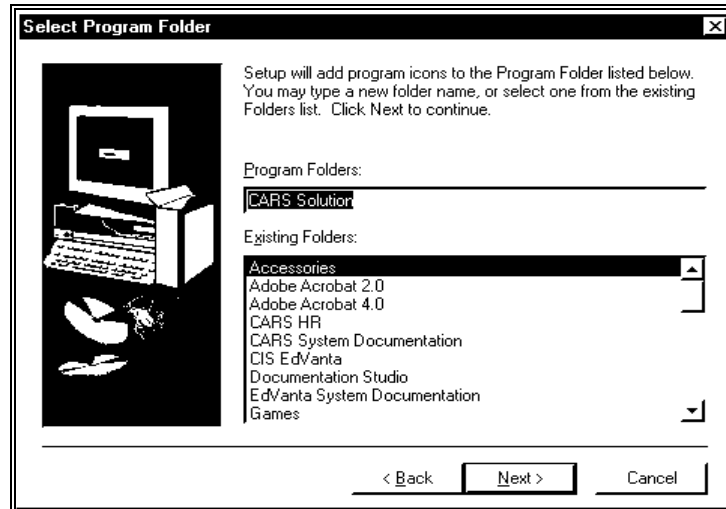 Select Program Folder
Setup will add program icons to the Program Folder listed below.
You may type a new folder name, or select one from the existing
Folders list. Click Next to continue.
Program Folders:
CARS Solution
Existing Folders:
Accessories
Adobe Acrobat 2.0
Adobe Acrobat 4.0
CARS HR
CARS System Documentation
CIS EdVanta
Documentation Studio
EdVanta System Documentation
Games
< Back
Next >
Cancel